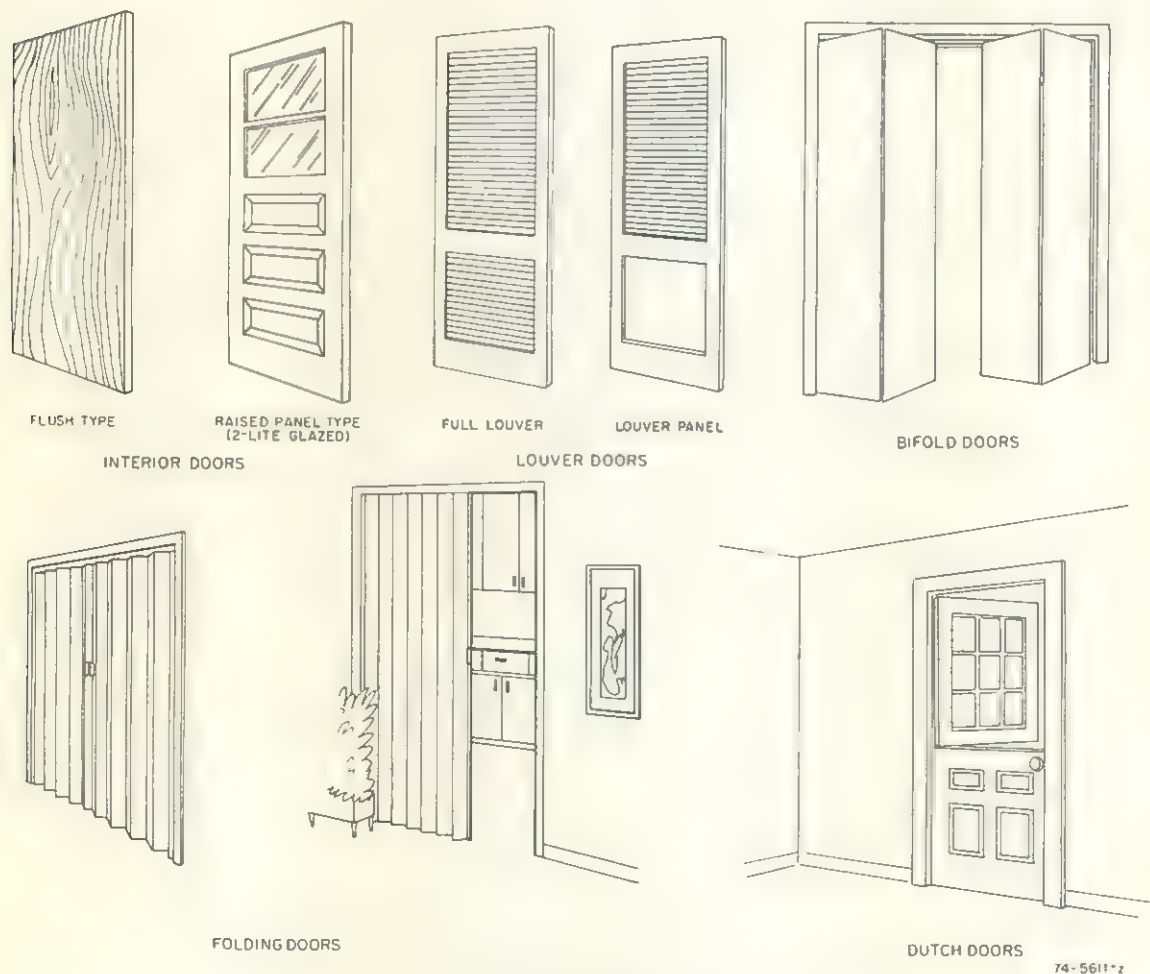 FLUSH TYPE
RAISED PANEL TYPE
(2-LITE GLAZED)
FULL LOUVER
LOUVER PANEL
BIFOLD DOORS
INTERIOR DOORS
LOUVER DOORS
FOLDING DOORS
DUTCH DOORS